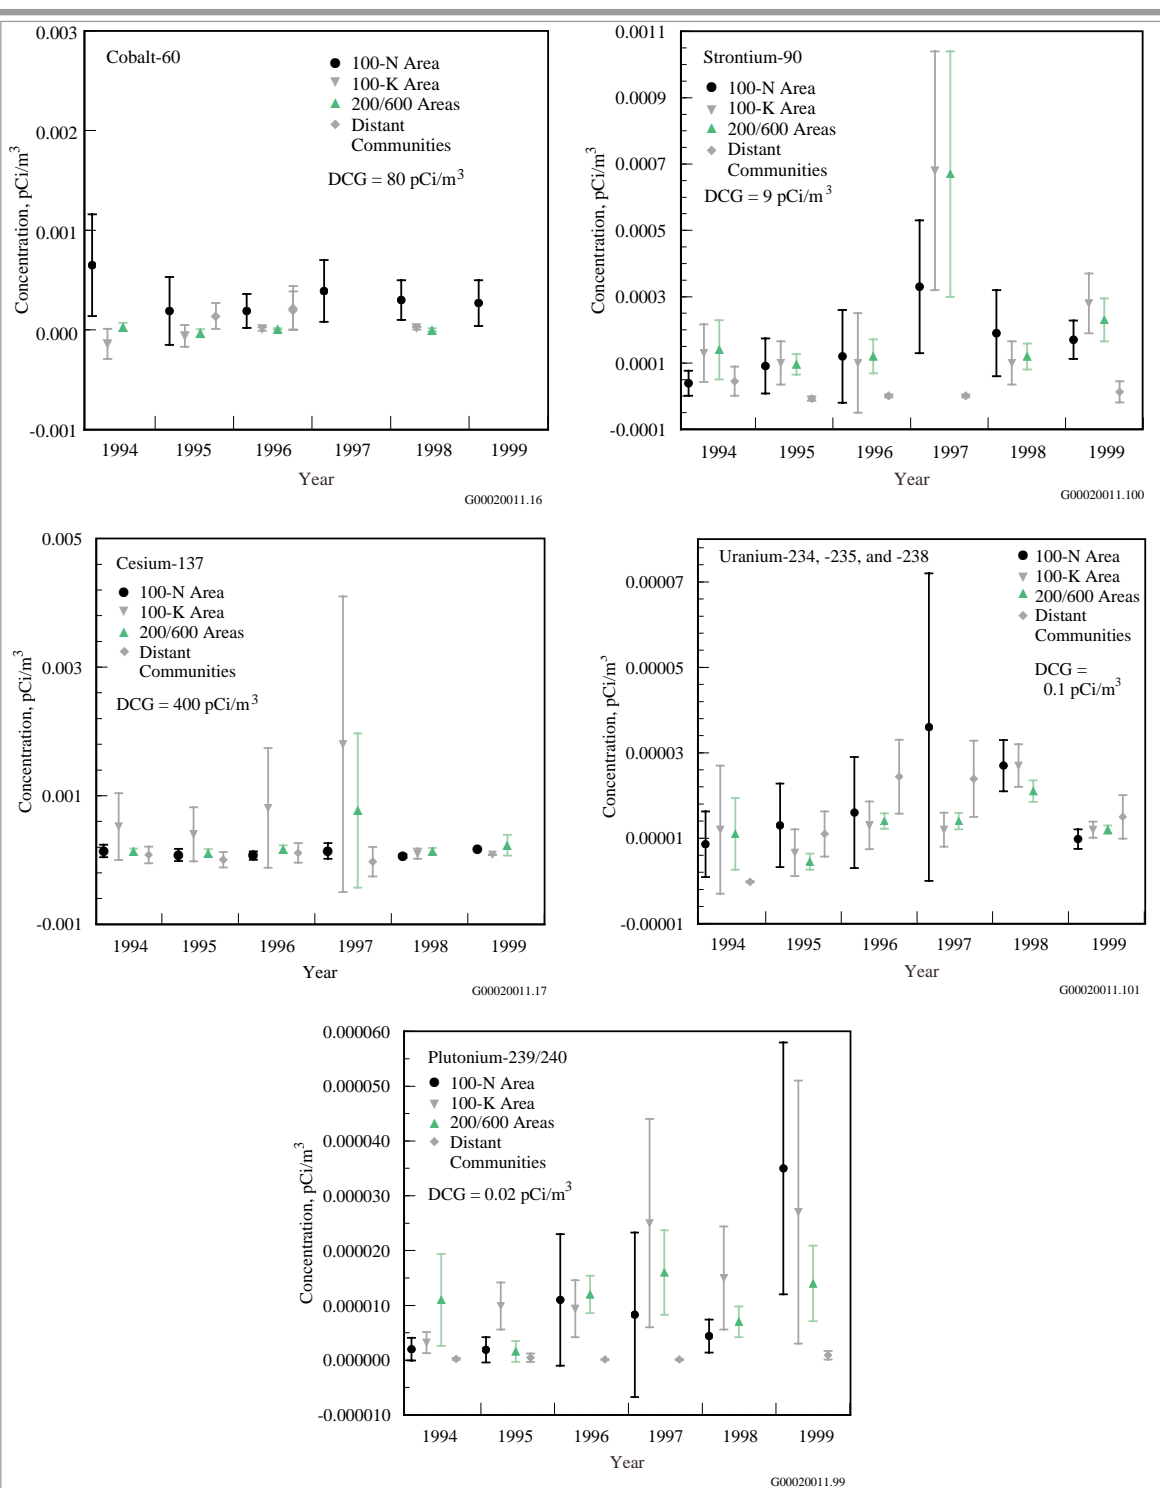 0.003
0.002
0.001
0.000
-0.001
Concentration, pCi/m3
Cobalt-60
100-N Area
100-K Area
200/600 Areas
Distant
Communities
DCG = 80 pCi/m3
1994 1995 1996 1997 1998 1999
Year
G00020011.16
0.0011
0.0009
0.0007
0.0005
0.0003
0.0001
-0.0001
Concentration, pCi/m3
Strontium-90
100-N Area
100-K Area
200/600 Areas
Distant
Communities
DCG = 9 pCi/m3
1994 1995 1996 1997 1998 1999
Year
G00020011.100
0.005
0.003
0.001
-0.001
Concentration, pCi/m3
Cesium-137
100-N Area
100-K Area
200/600 Areas
Distant
Communities
DCG = 400 pCi/m3
1994 1995 1996 1997 1998 1999
Year
G00020011.17
0.00007
0.00005
0.00003
0.00001
-0.00001
Concentration, pCi/m3
Uranium-234, -235, and -238
100-N Area
100-K Area
200/600 Areas
Distant
Communities
DCG =
0.1 pCi/m3
1994 1995 1996 1997 1998 1999
Year
G00020011.101
0.000060
0.000050
0.000040
0.000030
0.000020
0.000010
0.000000
-0.000010
Concentration, pCi/m3
Plutonium-239/240
100-N Area
100-K Area
200/600 Areas
Distant
Communities
DCG = 0.02 pCi/m3
1994 1995 1996 1997 1998 1999
Year
G00020011.99